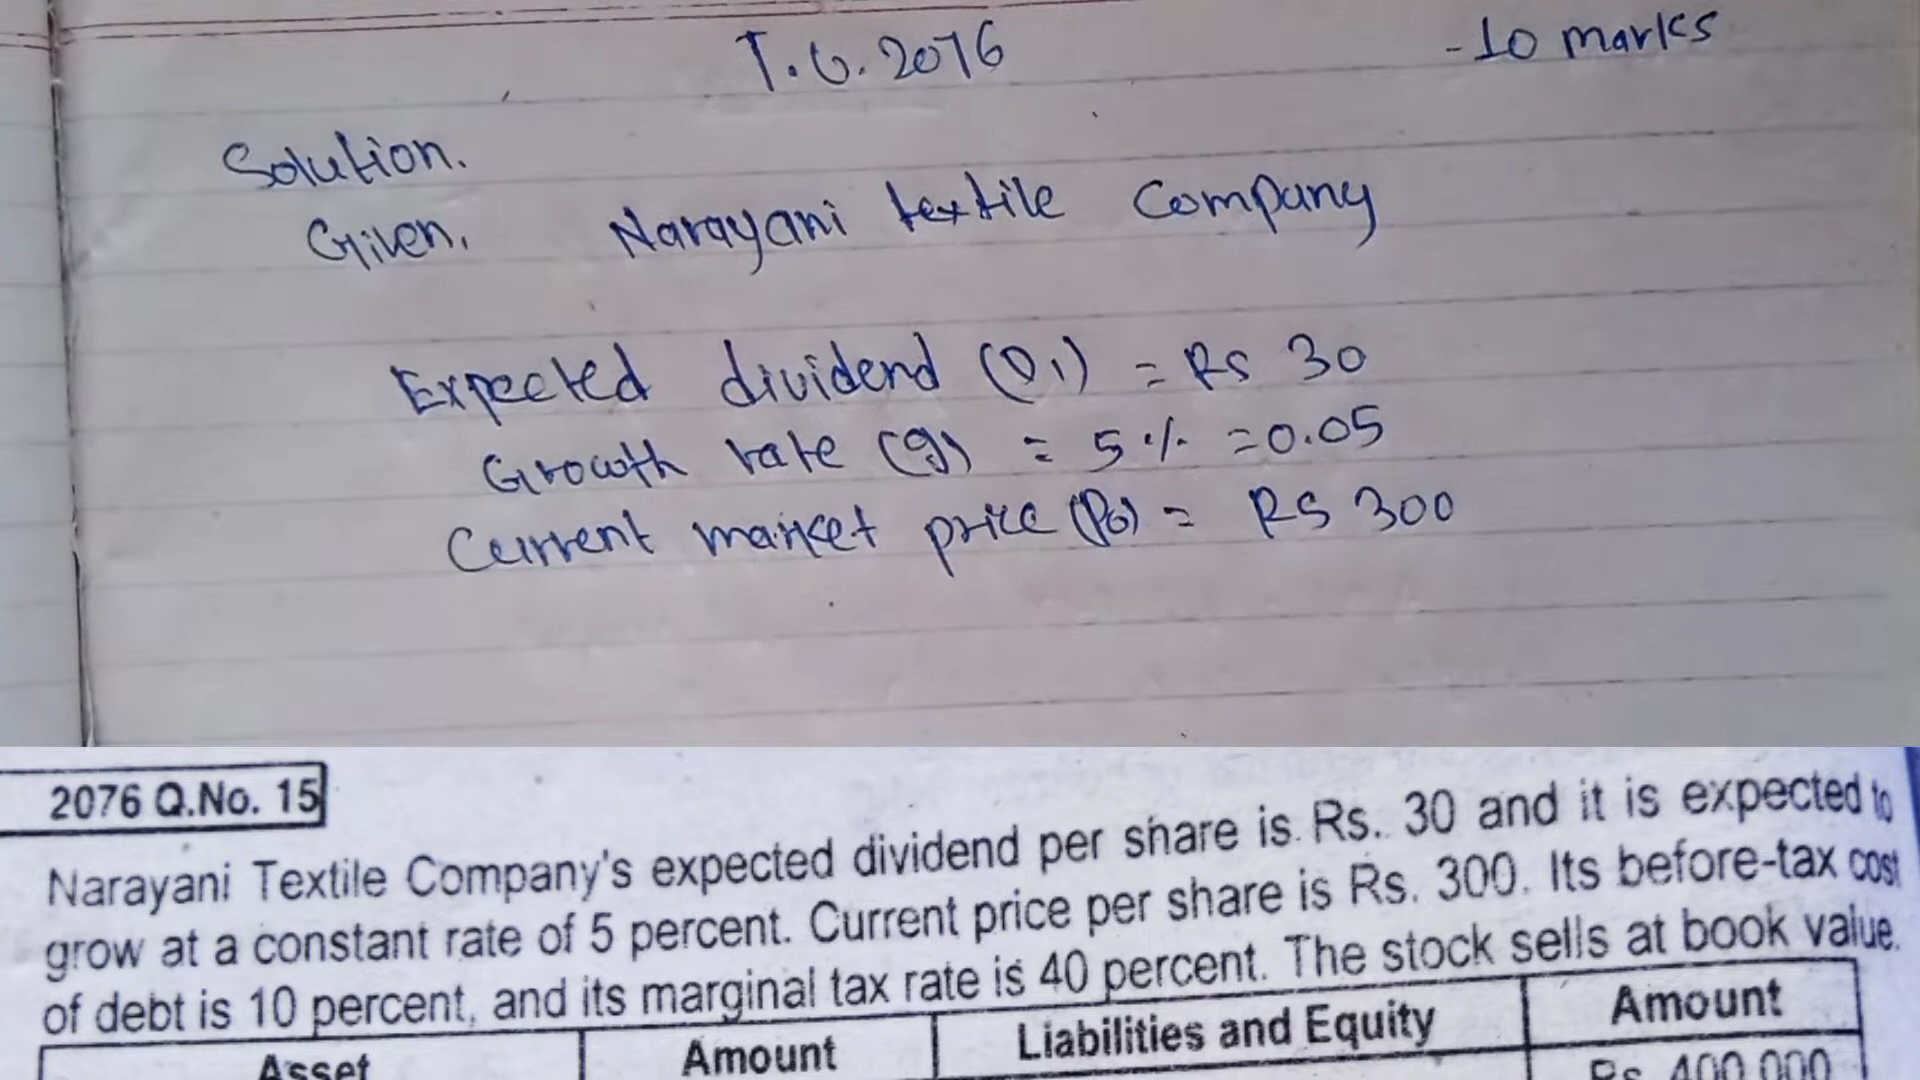 T.U. 2076
-10 marks
Solution.
Given, Narayani textile Company
Expected dividend (D1) = Rs 30
Growth rate (g) = 5% = 0.05
Current market price (P0) = RS 300
2076 Q.No. 15
Narayani Textile Company's expected dividend per share is Rs. 30 and it is expected to
grow at a constant rate of 5 percent. Current price per share is Rs. 300. Its before-tax cost
of debt is 10 percent, and its marginal tax rate is 40 percent. The stock sells at book value.
Asset Amount Liabilities and Equity Amount
Rs. 400,000